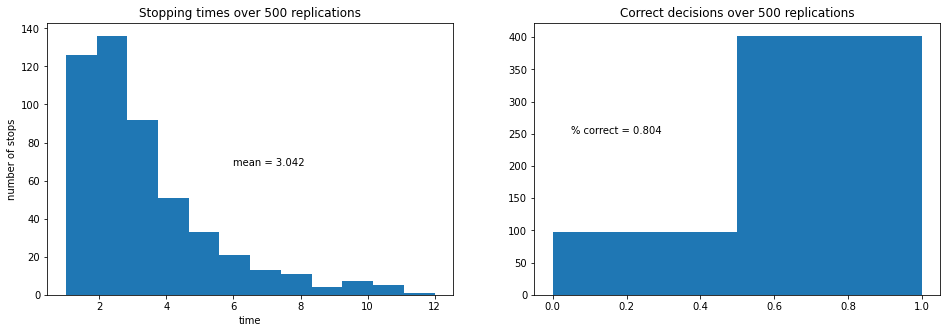 Stopping times over 500 replications
140
120
100
80
60
40
20
0
number of stops
mean = 3.042
2 4 6 8 10 12
time
Correct decisions over 500 replications
400
350
300
250
200
150
100
50
0
% correct = 0.804
0.0 0.2 0.4 0.6 0.8 1.0